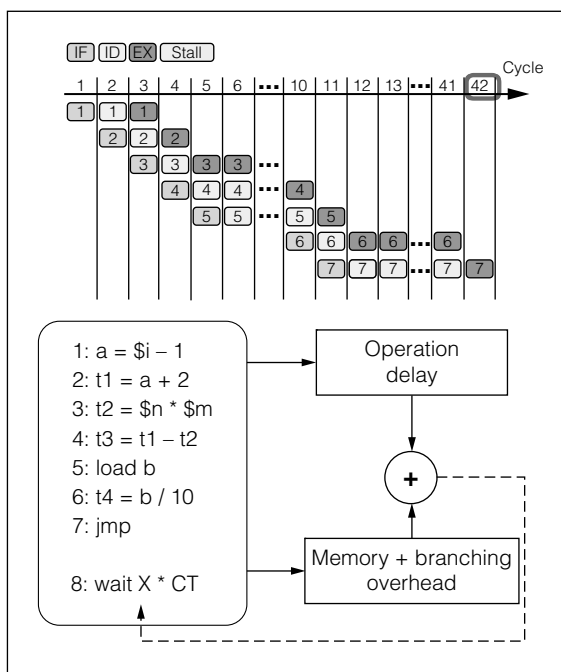 IF ID EX Stall
Cycle
1 2 3 4 5 6 ... 10 11 12 13 ... 41 42
1 1 1
2 2 2
3 3 3 3 ...
4 4 4 ... 4
5 5 ... 5 5
6 6 6 6 ... 6
7 7 7 ... 7 7
1: a = $i – 1
2: t1 = a + 2
3: t2 = $n * $m
4: t3 = t1 – t2
5: load b
6: t4 = b / 10
7: jmp
8: wait X * CT
Operation
delay
+
Memory + branching
overhead